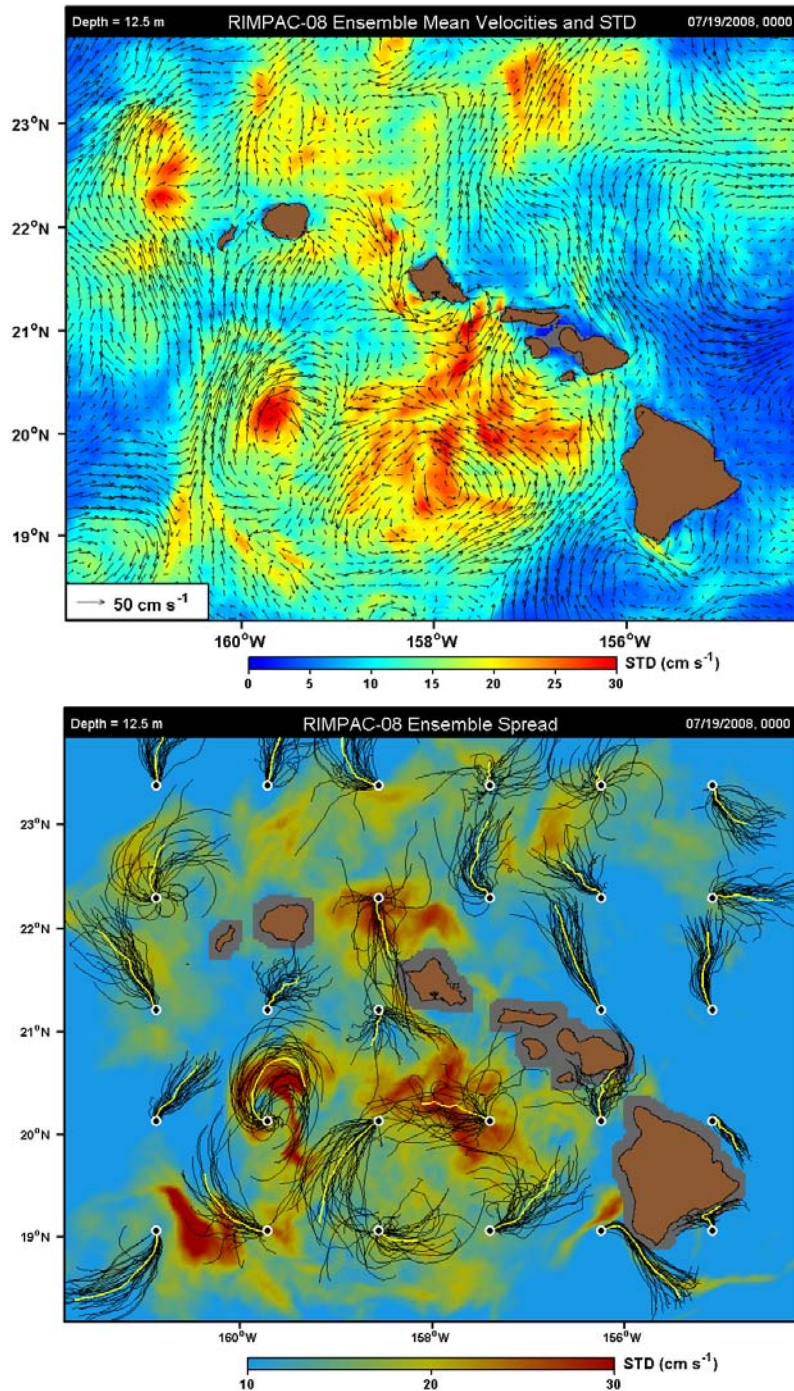 Depth = 12.5 m RIMPAC-08 Ensemble Mean Velocities and STD 07/19/2008, 0000
23°N
22°N
21°N
20°N
19°N
50 cm s⁻¹
160°W 158°W 156°W
STD (cm s⁻¹)
0 5 10 15 20 25 30
Depth = 12.5 m RIMPAC-08 Ensemble Spread 07/19/2008, 0000
23°N
22°N
21°N
20°N
19°N
160°W 158°W 156°W
STD (cm s⁻¹)
10 20 30